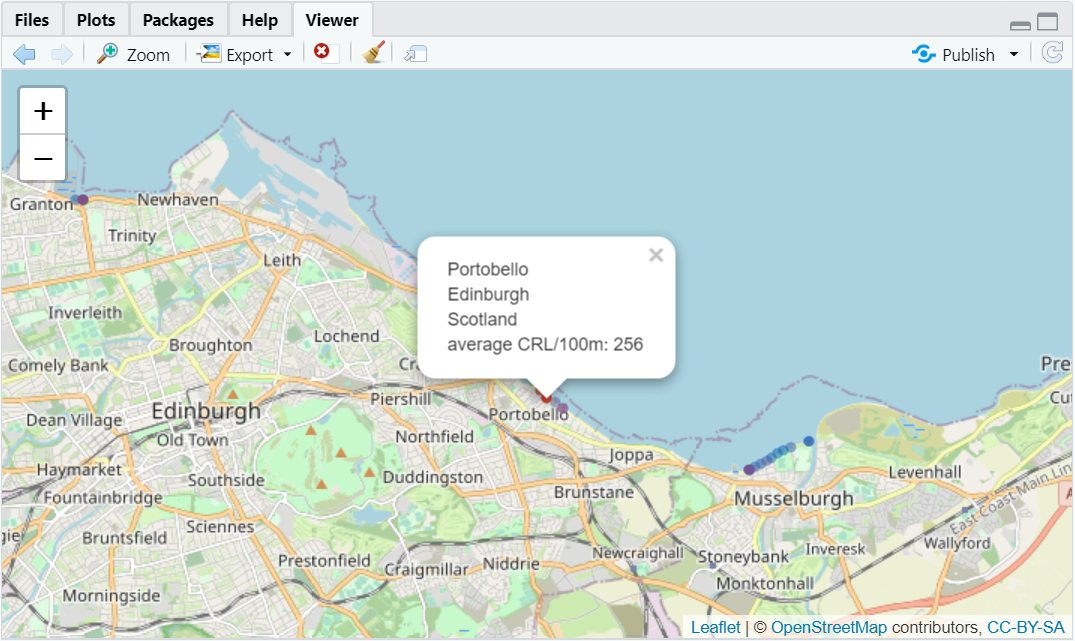 Files Plots Packages Help Viewer
Zoom Export Publish
+
−
Granton
Newhaven
Trinity
Leith
Portobello
Edinburgh
Scotland
average CRL/100m: 256
×
Inverleith
Lochend
Broughton
Comely Bank
Piershill
Edinburgh
Portobello
Dean Village
Old Town
Northfield
Joppa
Haymarket
Southside
Duddingston
Levenhall
Fountainbridge
Brunstane
Musselburgh
Sciennes
East Coast Main Lin
Bruntsfield
Newcraighall
Stoneybank
Inveresk
Wallyford
Prestonfield
Craigmillar
Niddrie
Monktonhall
Morningside
Leaflet | © OpenStreetMap contributors, CC-BY-SA